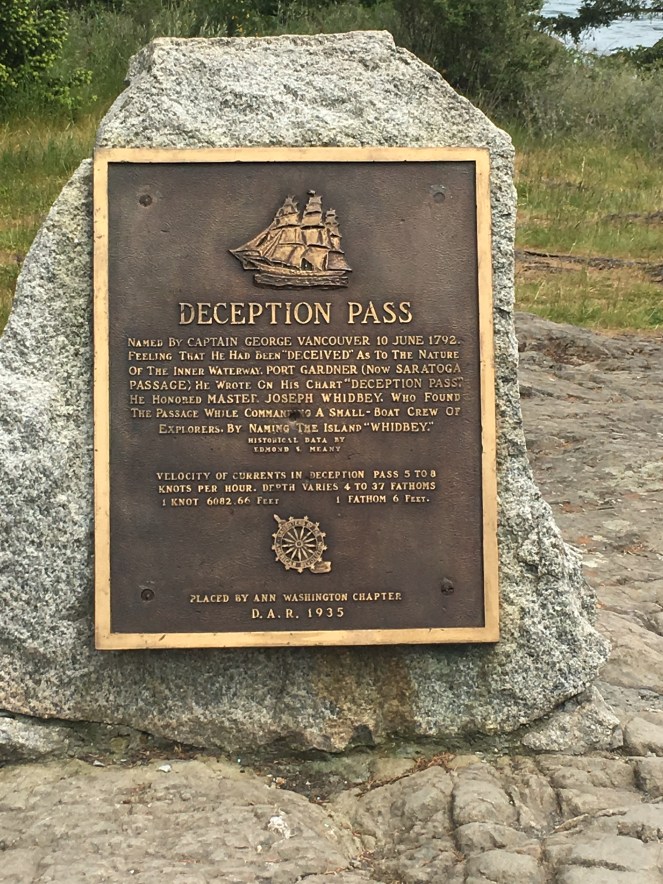 DECEPTION PASS
NAMED BY CAPTAIN GEORGE VANCOUVER 10 JUNE 1792.
FEELING THAT HE HAD BEEN "DECEIVED" AS TO THE NATURE
OF THE INNER WATERWAY, PORT GARDNER (NOW SARATOGA
PASSAGE) HE WROTE ON HIS CHART "DECEPTION PASS."
HE HONORED MASTER JOSEPH WHIDBEY, WHO FOUND
THE PASSAGE WHILE COMMANDING A SMALL-BOAT CREW OF
EXPLORERS, BY NAMING THE ISLAND "WHIDBEY."
HISTORICAL DATA BY
EDMOND S. MEANY
VELOCITY OF CURRENTS IN DECEPTION PASS 5 TO 8
KNOTS PER HOUR. DEPTH VARIES 4 TO 37 FATHOMS
1 KNOT 6082.66 FEET 1 FATHOM 6 FEET.
PLACED BY ANN WASHINGTON CHAPTER
D.A.R. 1935